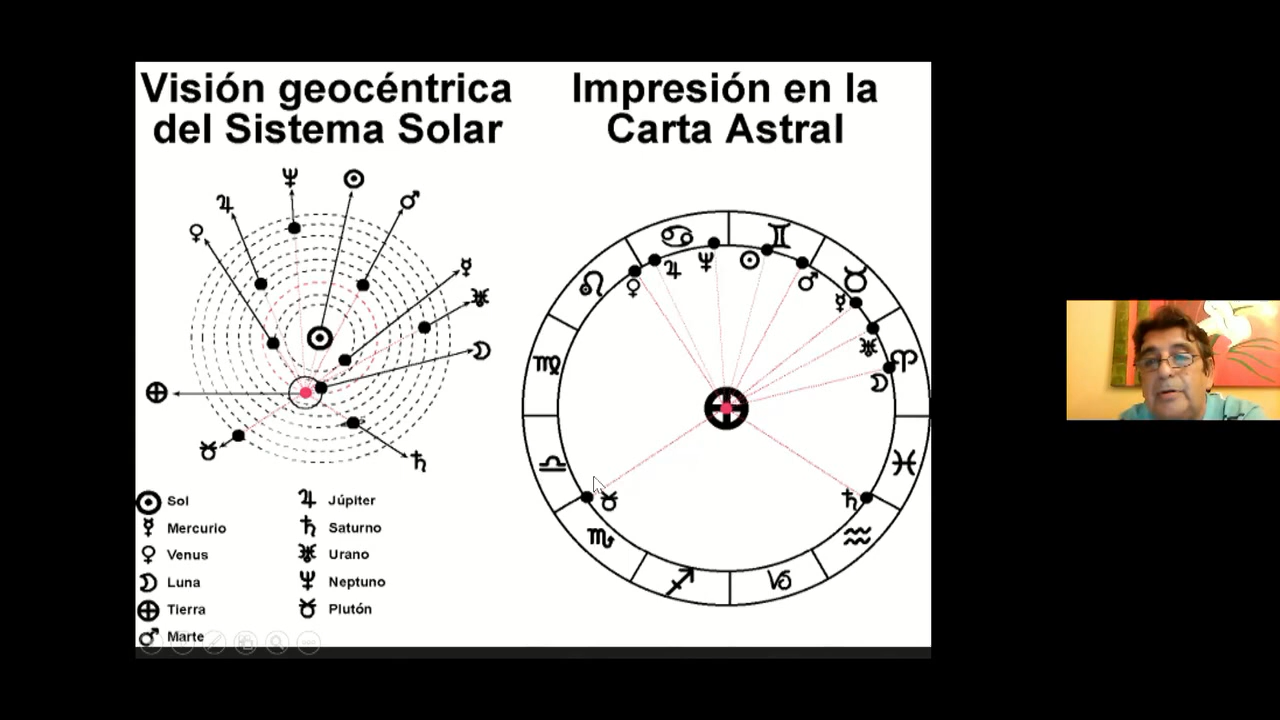 Visión geocéntrica
del Sistema Solar
Impresión en la
Carta Astral
Sol
Mercurio
Venus
Luna
Tierra
Marte
Júpiter
Saturno
Urano
Neptuno
Plutón